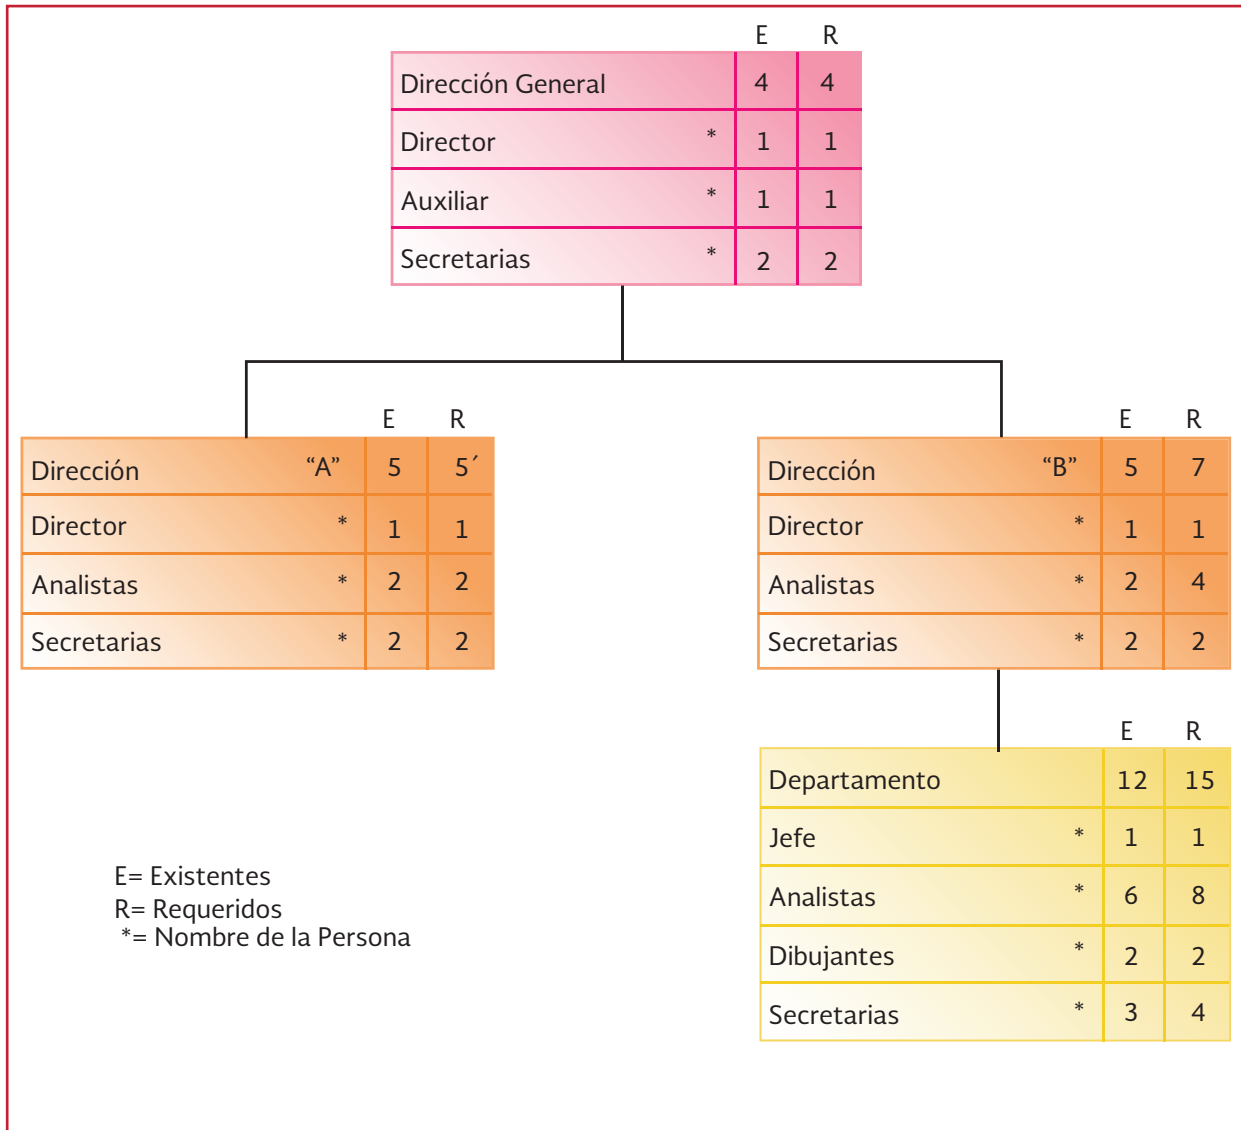 E R
Dirección General 4 4
Director * 1 1
Auxiliar * 1 1
Secretarias * 2 2
E R
Dirección "A" 5 5´
Director * 1 1
Analistas * 2 2
Secretarias * 2 2
E R
Dirección "B" 5 7
Director * 1 1
Analistas * 2 4
Secretarias * 2 2
E R
Departamento 12 15
Jefe * 1 1
Analistas * 6 8
Dibujantes * 2 2
Secretarias * 3 4
E= Existentes
R= Requeridos
*= Nombre de la Persona